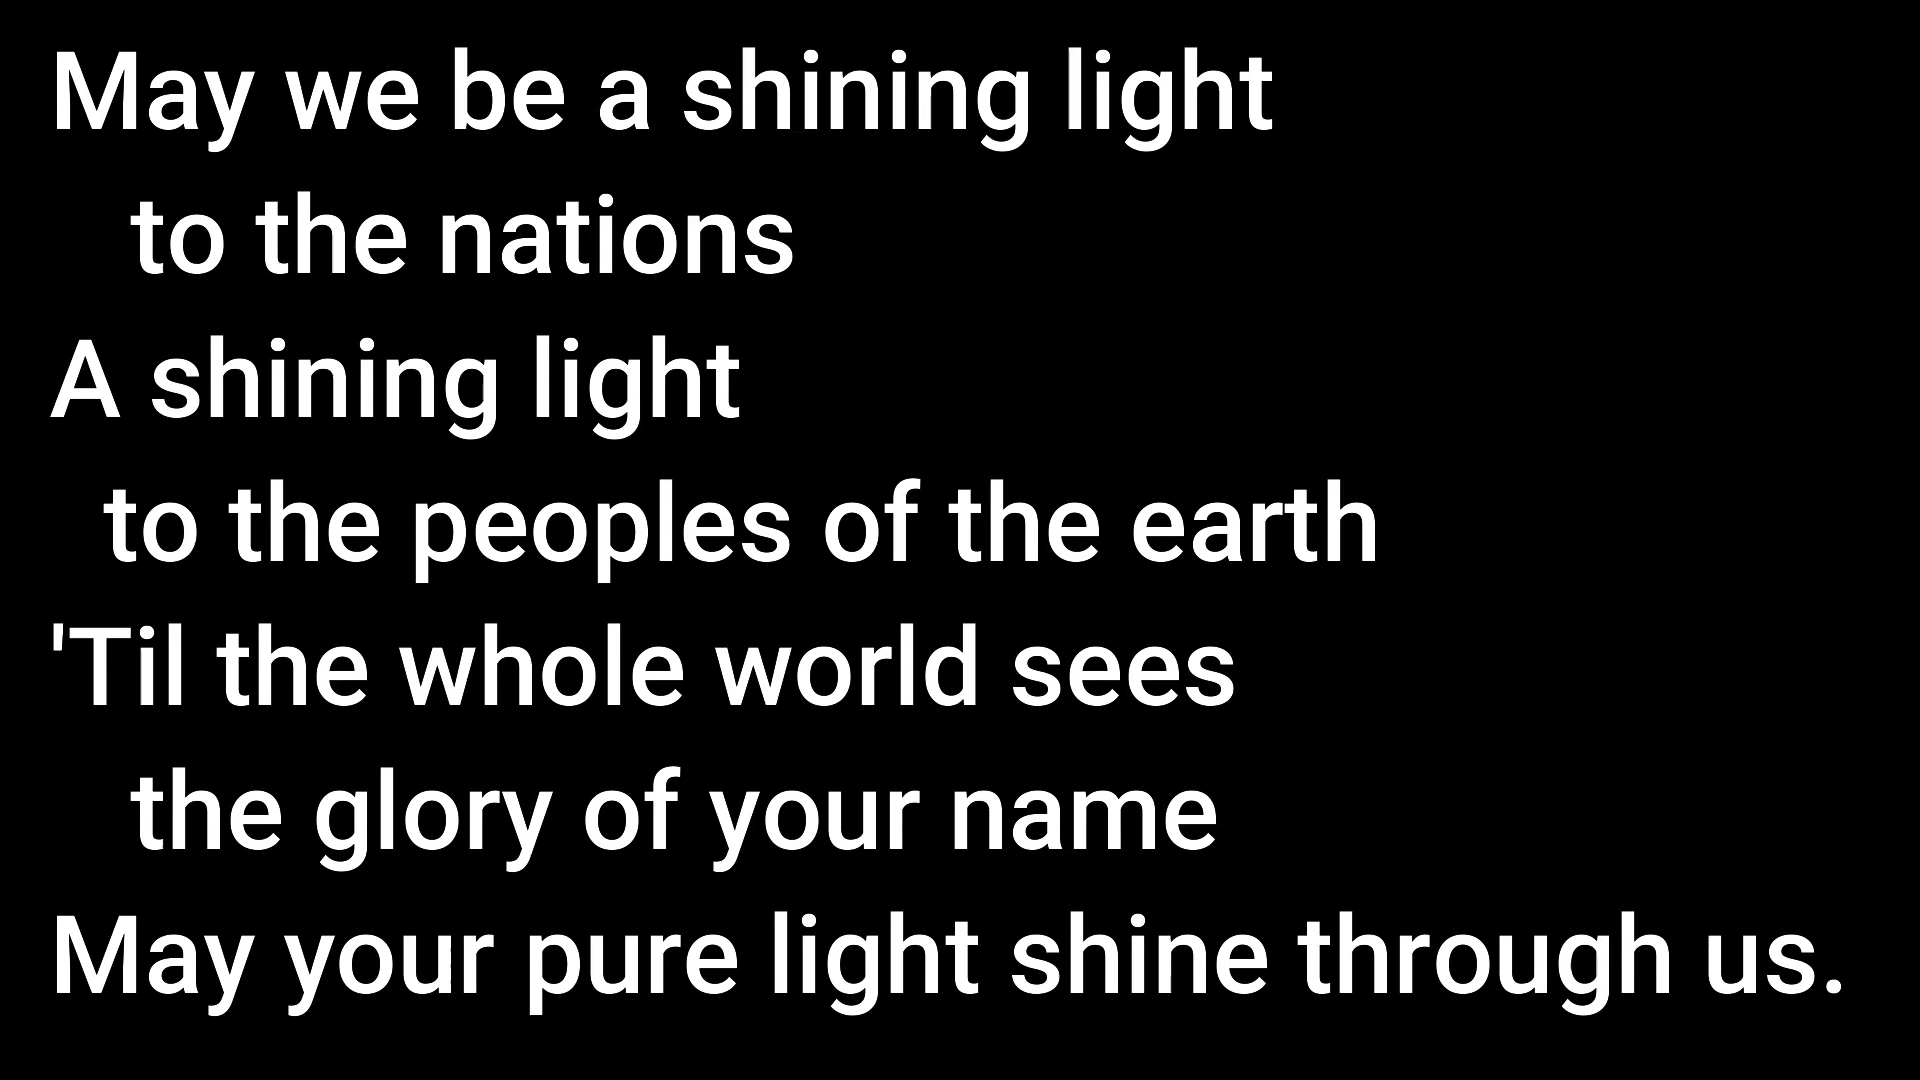 May we be a shining light
to the nations
A shining light
to the peoples of the earth
'Til the whole world sees
the glory of your name
May your pure light shine through us.